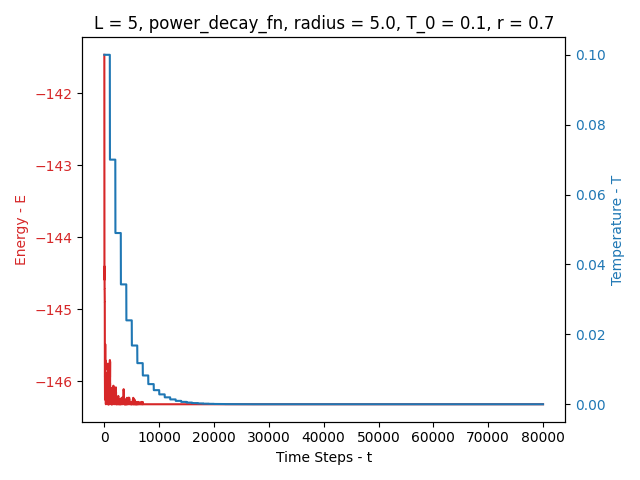 L = 5, power_decay_fn, radius = 5.0, T_0 = 0.1, r = 0.7
−142
−143
−144
−145
−146
Energy - E
0.10
0.08
0.06
0.04
0.02
0.00
Temperature - T
0 10000 20000 30000 40000 50000 60000 70000 80000
Time Steps - t